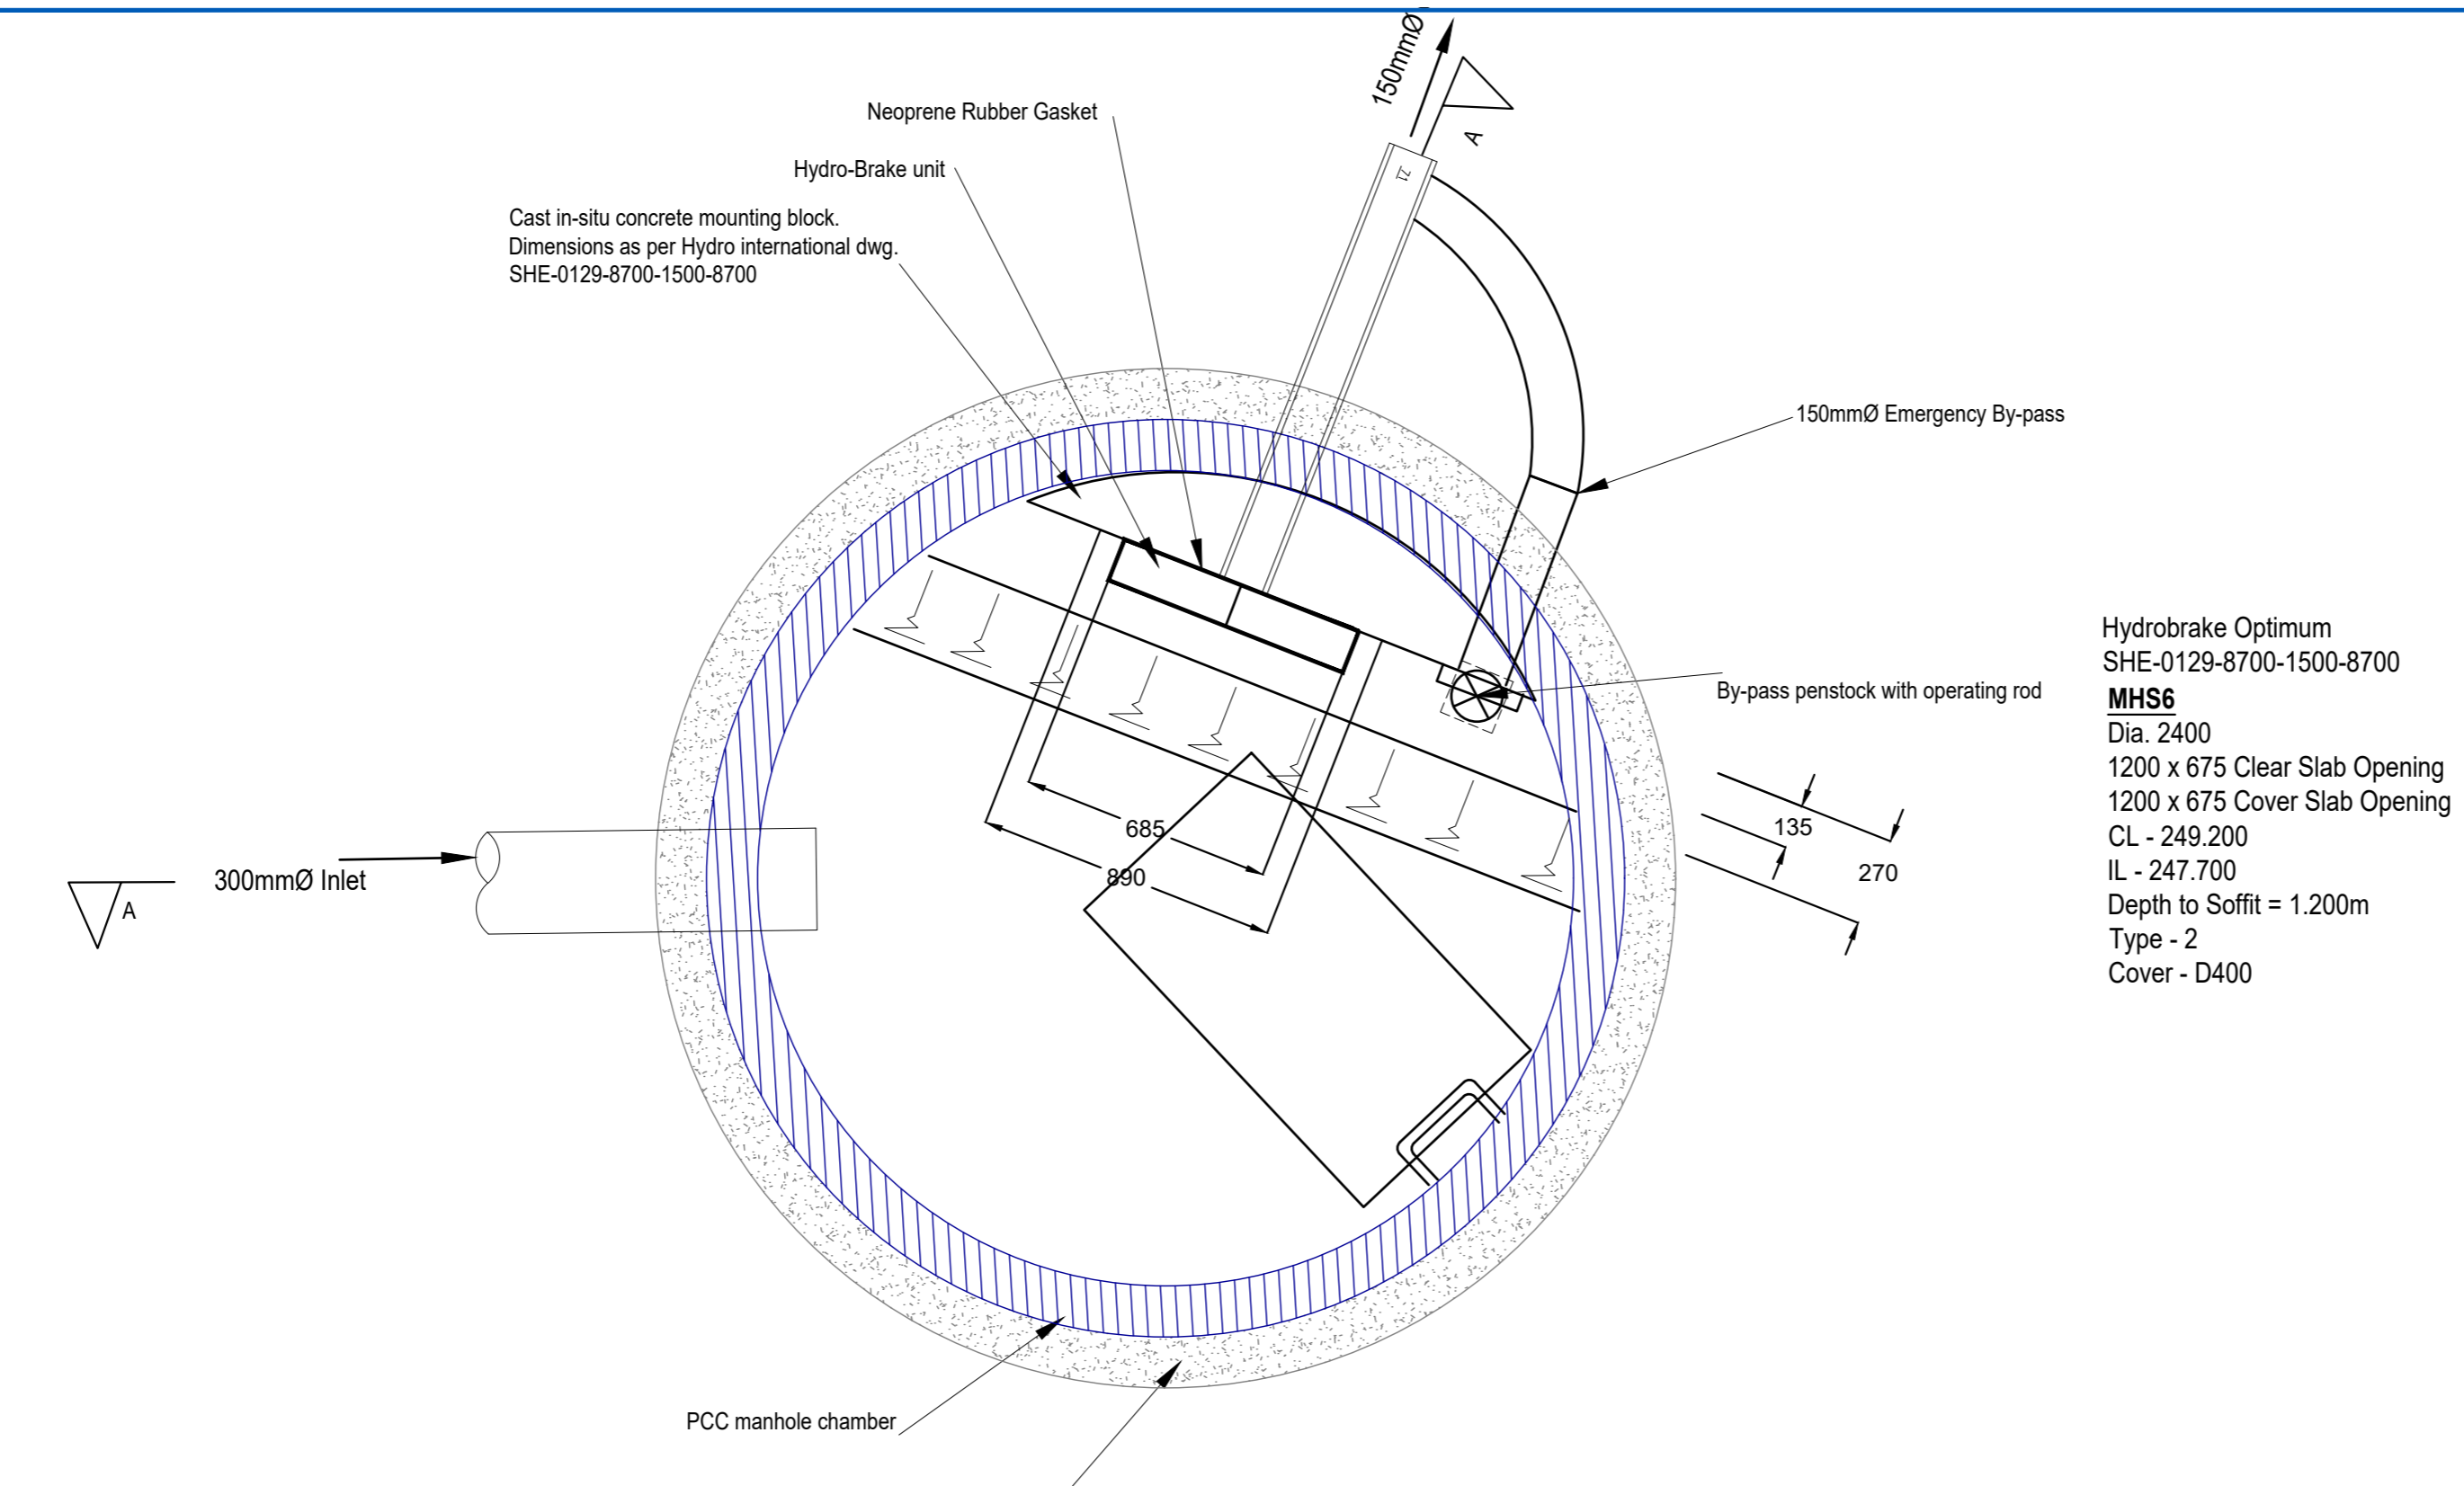 150mmØ
A
Neoprene Rubber Gasket
Hydro-Brake unit
Cast in-situ concrete mounting block.
Dimensions as per Hydro international dwg.
SHE-0129-8700-1500-8700
150mmØ Emergency By-pass
Hydrobrake Optimum
SHE-0129-8700-1500-8700
MHS6
Dia. 2400
1200 x 675 Clear Slab Opening
1200 x 675 Cover Slab Opening
CL - 249.200
IL - 247.700
Depth to Soffit = 1.200m
Type - 2
Cover - D400
By-pass penstock with operating rod
135
270
685
890
300mmØ Inlet
A
PCC manhole chamber